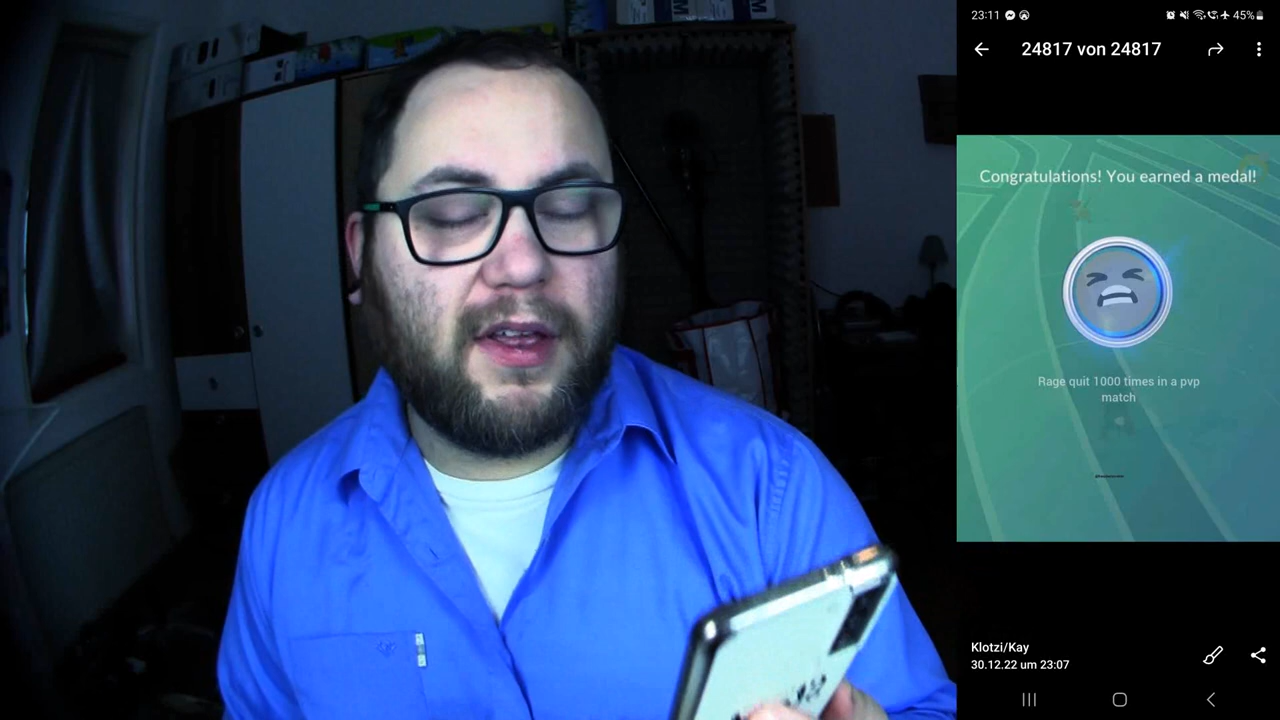 23:11
45%
24817 von 24817
Congratulations! You earned a medal!
Rage quit 1000 times in a pvp
match
Klotzi/Kay
30.12.22 um 23:07